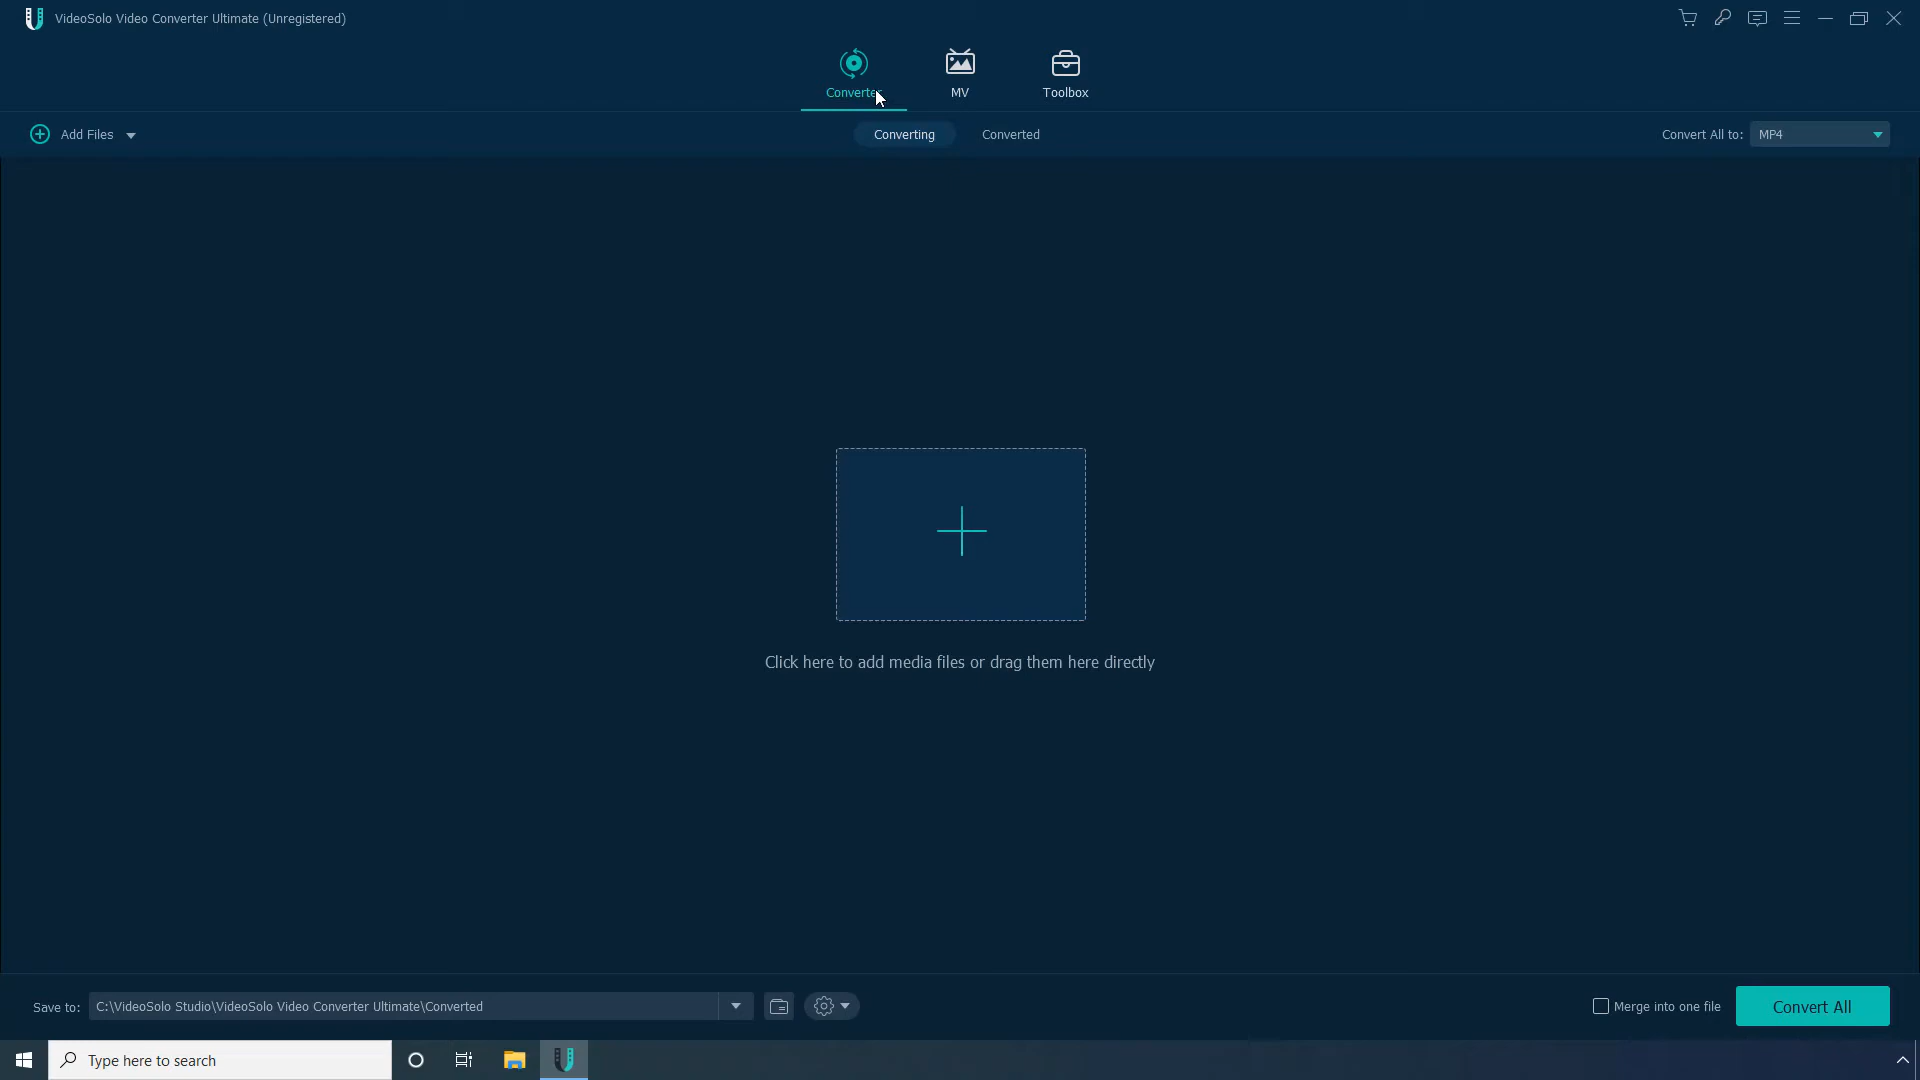 VideoSolo Video Converter Ultimate (Unregistered)
Converter
MV
Toolbox
Add Files
Converting
Converted
Convert All to:
MP4
Click here to add media files or drag them here directly
Save to:
C:\VideoSolo Studio\VideoSolo Video Converter Ultimate\Converted
Merge into one file
Convert All
Type here to search